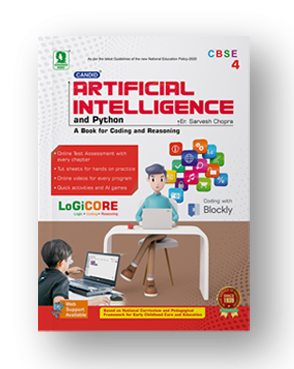 As per the latest Guidelines of the new National Education Policy-2020
CBSE
4
CANDID
ARTIFICIAL
INTELLIGENCE
and Python
Er. Sarvesh Chopra
A Book for Coding and Reasoning
Online Test Assessment with
every chapter
Tut sheets for hands on practice
Online videos for every program
Quick activities and AI games
LoGiCORE
Logic • Coding • Reasoning
Coding with
Blockly
Web
Support
Available
SINCE
1929
Based on National Curriculum and Pedagogical
Framework for Early Childhood Care and Education